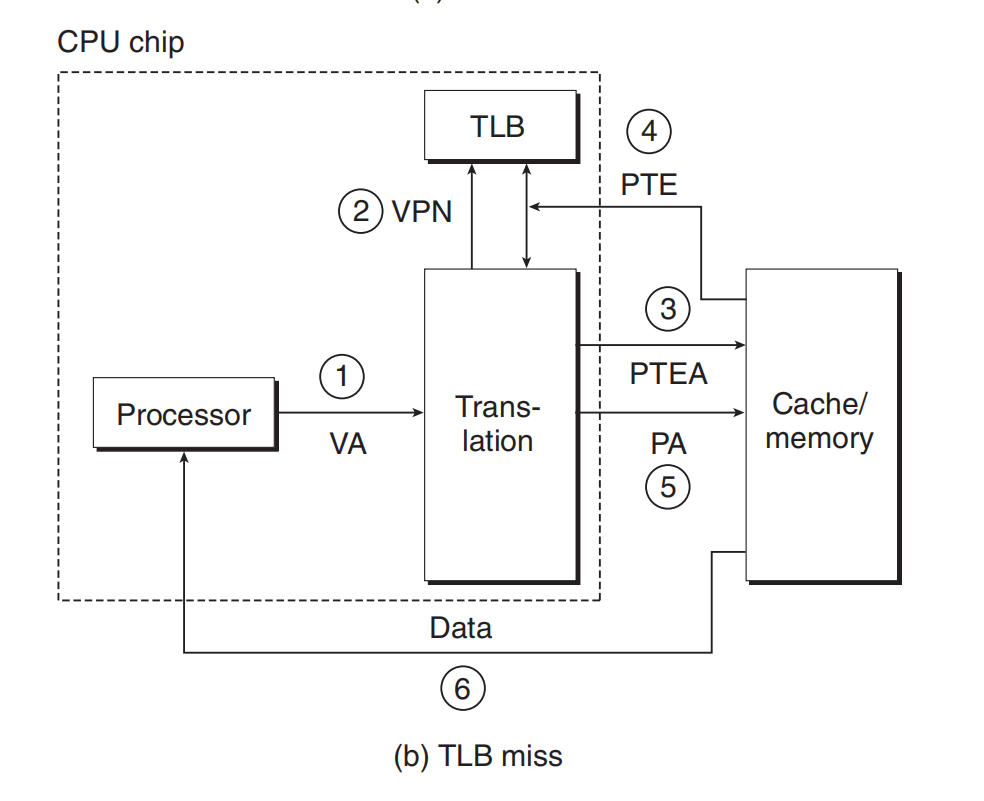 CPU chip
TLB
4
PTE
2 VPN
3
PTEA
1
Processor
VA
Trans-
lation
Cache/
memory
PA
5
Data
6
(b) TLB miss